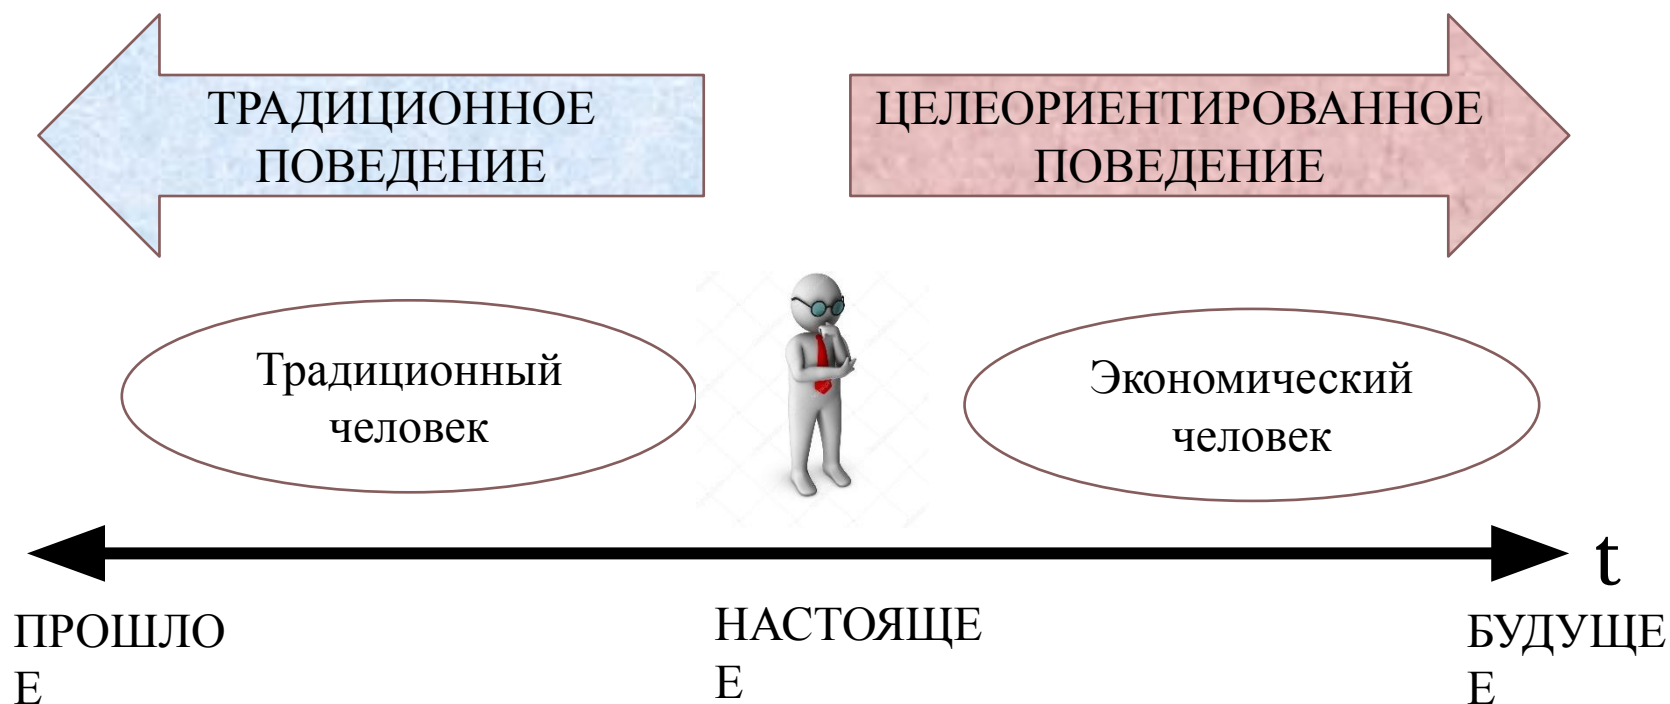 ТРАДИЦИОННОЕ
ПОВЕДЕНИЕ
ЦЕЛЕОРИЕНТИРОВАННОЕ
ПОВЕДЕНИЕ
Традиционный
человек
Экономический
человек
t
ПРОШЛО
Е
НАСТОЯЩЕ
Е
БУДУЩЕ
Е